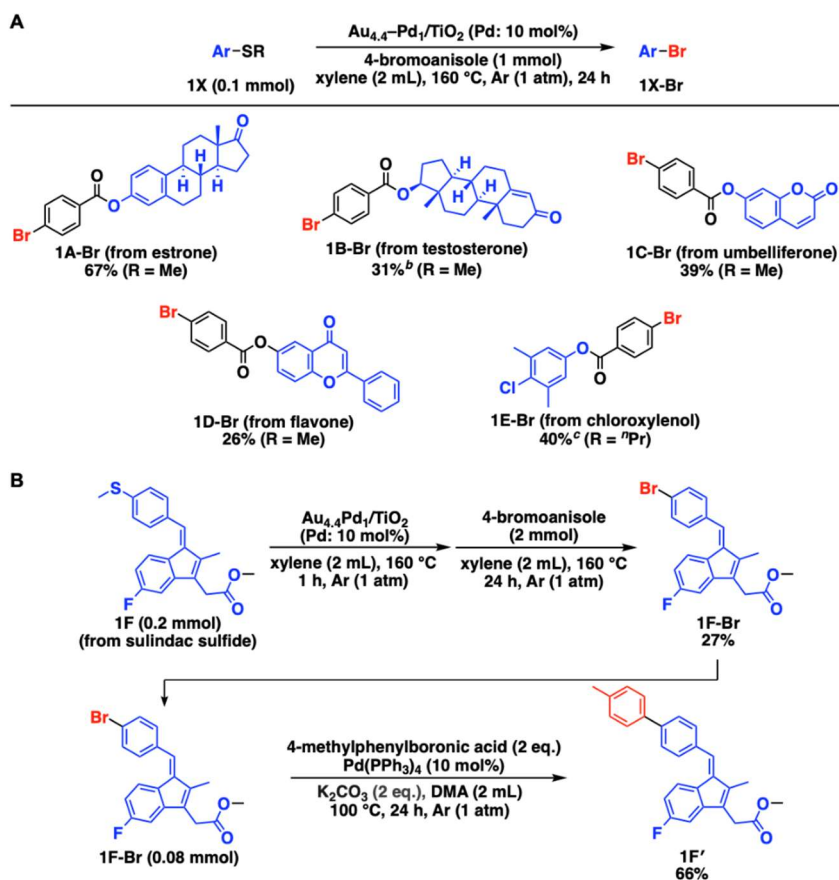 A
Ar–SR
1X (0.1 mmol)
Au4.4–Pd1/TiO2 (Pd: 10 mol%)
4-bromoanisole (1 mmol)
xylene (2 mL), 160 °C, Ar (1 atm), 24 h
Ar–Br
1X-Br
O
H
H
H
O
O
Br
1A-Br (from estrone)
67% (R = Me)
O
O
H
H
H
O
Br
1B-Br (from testosterone)
31%b (R = Me)
Br
O
O
O
O
1C-Br (from umbelliferone)
39% (R = Me)
Br
O
O
O
O
1D-Br (from flavone)
26% (R = Me)
Br
O
O
Cl
1E-Br (from chloroxylenol)
40%c (R = nPr)
B
S
F
O
O
1F (0.2 mmol)
(from sulindac sulfide)
Au4.4Pd1/TiO2
(Pd: 10 mol%)
xylene (2 mL), 160 °C
1 h, Ar (1 atm)
4-bromoanisole
(2 mmol)
xylene (2 mL), 160 °C
24 h, Ar (1 atm)
Br
F
O
O
1F-Br
27%
Br
F
O
O
1F-Br (0.08 mmol)
4-methylphenylboronic acid (2 eq.)
Pd(PPh3)4 (10 mol%)
K2CO3 (2 eq.), DMA (2 mL)
100 °C, 24 h, Ar (1 atm)
F
O
O
1F′
66%